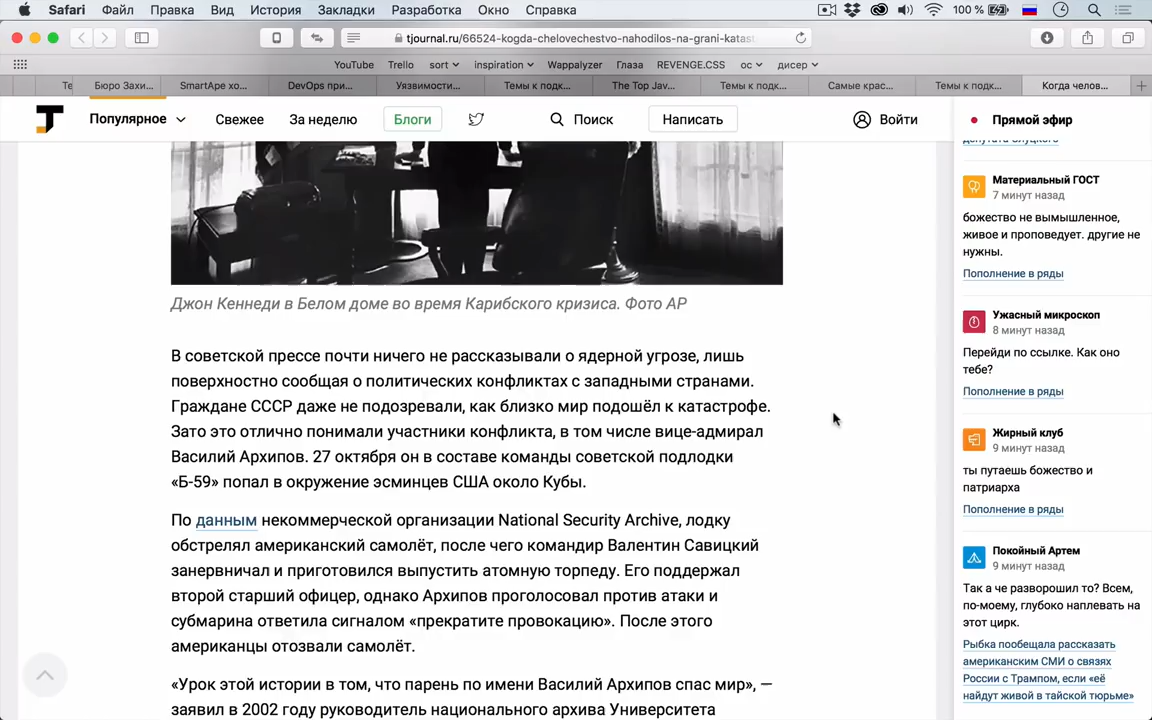 Safari Файл Правка Вид История Закладки Разработка Окно Справка 100 %
tjournal.ru/66524-kogda-chelovechestvo-nahodilos-na-grani-katast
YouTube Trello sort inspiration Wappalyzer Глаза REVENGE.CSS ос дисер
Те Бюро Захи... SmartApe хо... DevOps при... Уязвимости... Темы к подк... The Top Jav... Темы к подк... Самые крас... Темы к подк... Когда челов...
Популярное Свежее За неделю Блоги Поиск Написать Войти
Джон Кеннеди в Белом доме во время Карибского кризиса. Фото AP
В советской прессе почти ничего не рассказывали о ядерной угрозе, лишь
поверхностно сообщая о политических конфликтах с западными странами.
Граждане СССР даже не подозревали, как близко мир подошёл к катастрофе.
Зато это отлично понимали участники конфликта, в том числе вице-адмирал
Василий Архипов. 27 октября он в составе команды советской подлодки
«Б-59» попал в окружение эсминцев США около Кубы.
По данным некоммерческой организации National Security Archive, лодку
обстрелял американский самолёт, после чего командир Валентин Савицкий
занервничал и приготовился выпустить атомную торпеду. Его поддержал
второй старший офицер, однако Архипов проголосовал против атаки и
субмарина ответила сигналом «прекратите провокацию». После этого
американцы отозвали самолёт.
«Урок этой истории в том, что парень по имени Василий Архипов спас мир», —
заявил в 2002 году руководитель национального архива Университета
Прямой эфир
депутата Слуцкого
Материальный ГОСТ
7 минут назад
божество не вымышленное,
живое и проповедует. другие не
нужны.
Пополнение в ряды
Ужасный микроскоп
8 минут назад
Перейди по ссылке. Как оно
тебе?
Пополнение в ряды
Жирный клуб
9 минут назад
ты путаешь божество и
патриарха
Пополнение в ряды
Покойный Артем
9 минут назад
Так а че разворошил то? Всем,
по-моему, глубоко наплевать на
этот цирк.
Рыбка пообещала рассказать
американским СМИ о связях
России с Трампом, если «её
найдут живой в тайской тюрьме»